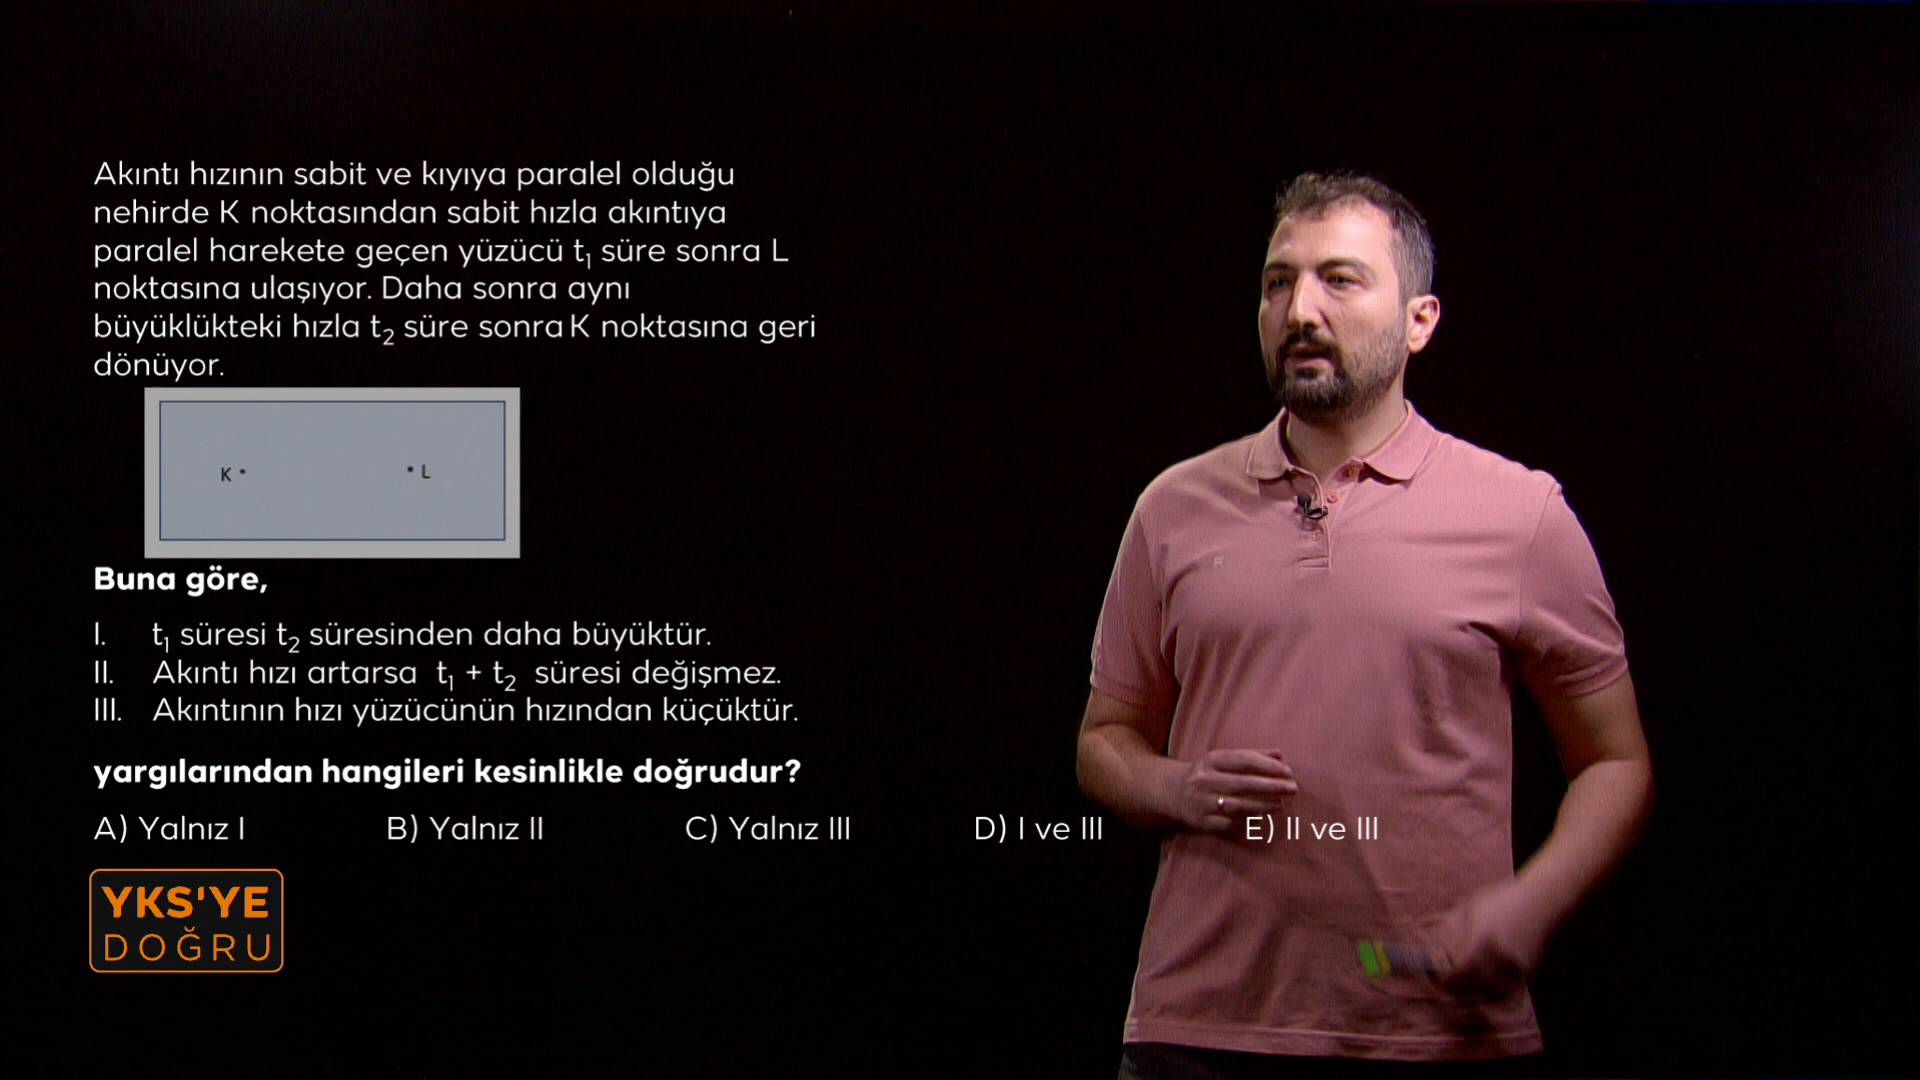 Akıntı hızının sabit ve kıyıya paralel olduğu
nehirde K noktasından sabit hızla akıntıya
paralel harekete geçen yüzücü t₁ süre sonra L
noktasına ulaşıyor. Daha sonra aynı
büyüklükteki hızla t₂ süre sonra K noktasına geri
dönüyor.
K L
Buna göre,
I. t₁ süresi t₂ süresinden daha büyüktür.
II. Akıntı hızı artarsa t₁ + t₂ süresi değişmez.
III. Akıntının hızı yüzücünün hızından küçüktür.
yargılarından hangileri kesinlikle doğrudur?
A) Yalnız I B) Yalnız II C) Yalnız III D) I ve III E) II ve III
YKS'YE
DOĞRU